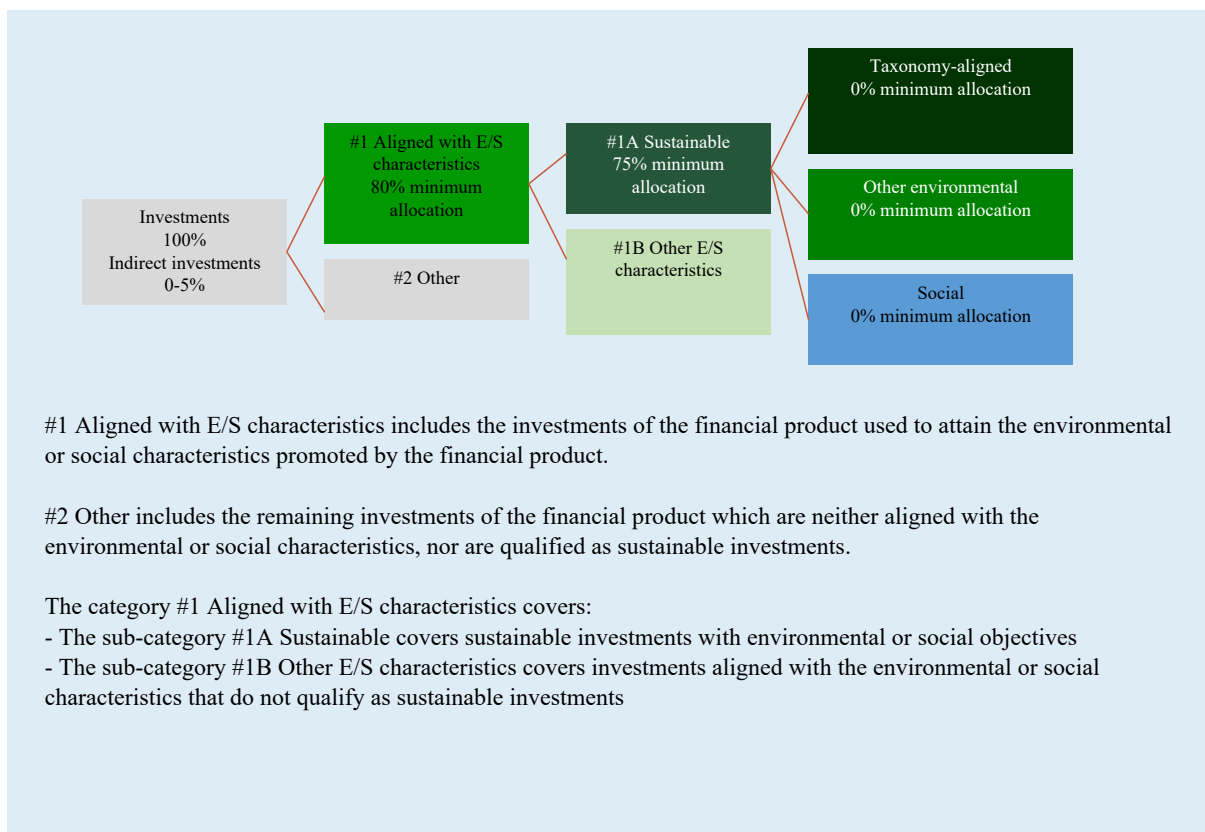 Investments
100%
Indirect investments
0-5%
#1 Aligned with E/S
characteristics
80% minimum
allocation
#2 Other
#1A Sustainable
75% minimum
allocation
#1B Other E/S
characteristics
Taxonomy-aligned
0% minimum allocation
Other environmental
0% minimum allocation
Social
0% minimum allocation
#1 Aligned with E/S characteristics includes the investments of the financial product used to attain the environmental
or social characteristics promoted by the financial product.
#2 Other includes the remaining investments of the financial product which are neither aligned with the
environmental or social characteristics, nor are qualified as sustainable investments.
The category #1 Aligned with E/S characteristics covers:
- The sub-category #1A Sustainable covers sustainable investments with environmental or social objectives
- The sub-category #1B Other E/S characteristics covers investments aligned with the environmental or social
characteristics that do not qualify as sustainable investments